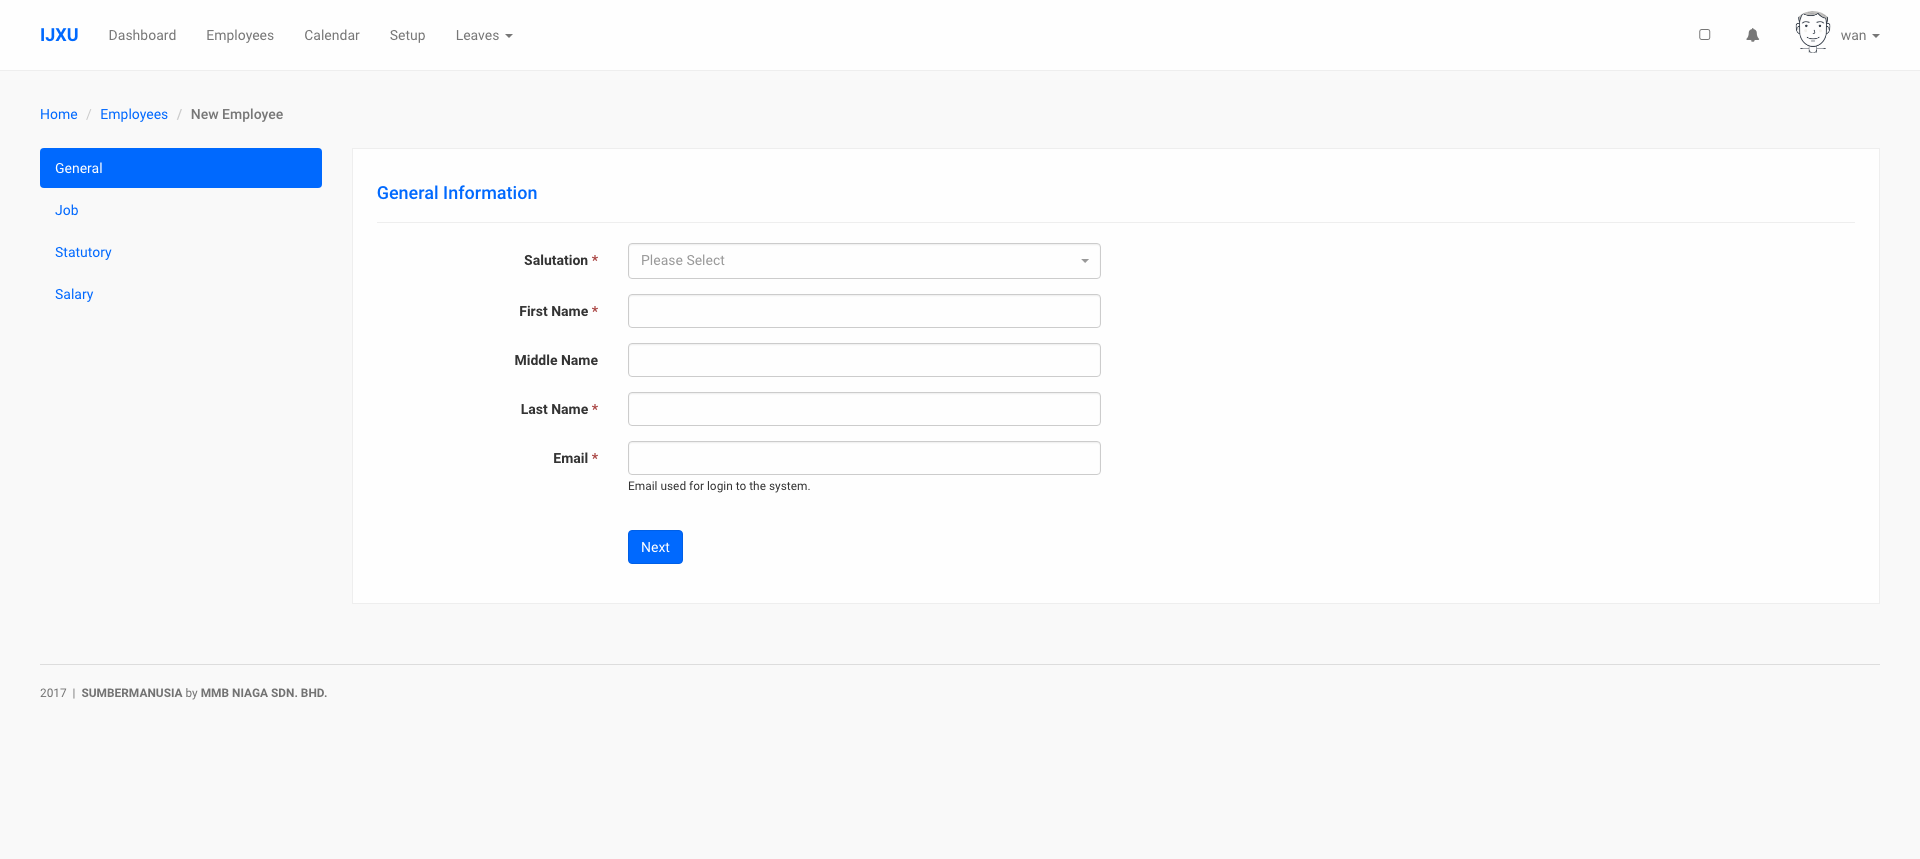 IJXU Dashboard Employees Calendar Setup Leaves wan
Home / Employees / New Employee
General
Job
Statutory
Salary
General Information
Salutation * Please Select
First Name *
Middle Name
Last Name *
Email *
Email used for login to the system.
Next
2017 | SUMBERMANUSIA by MMB NIAGA SDN. BHD.